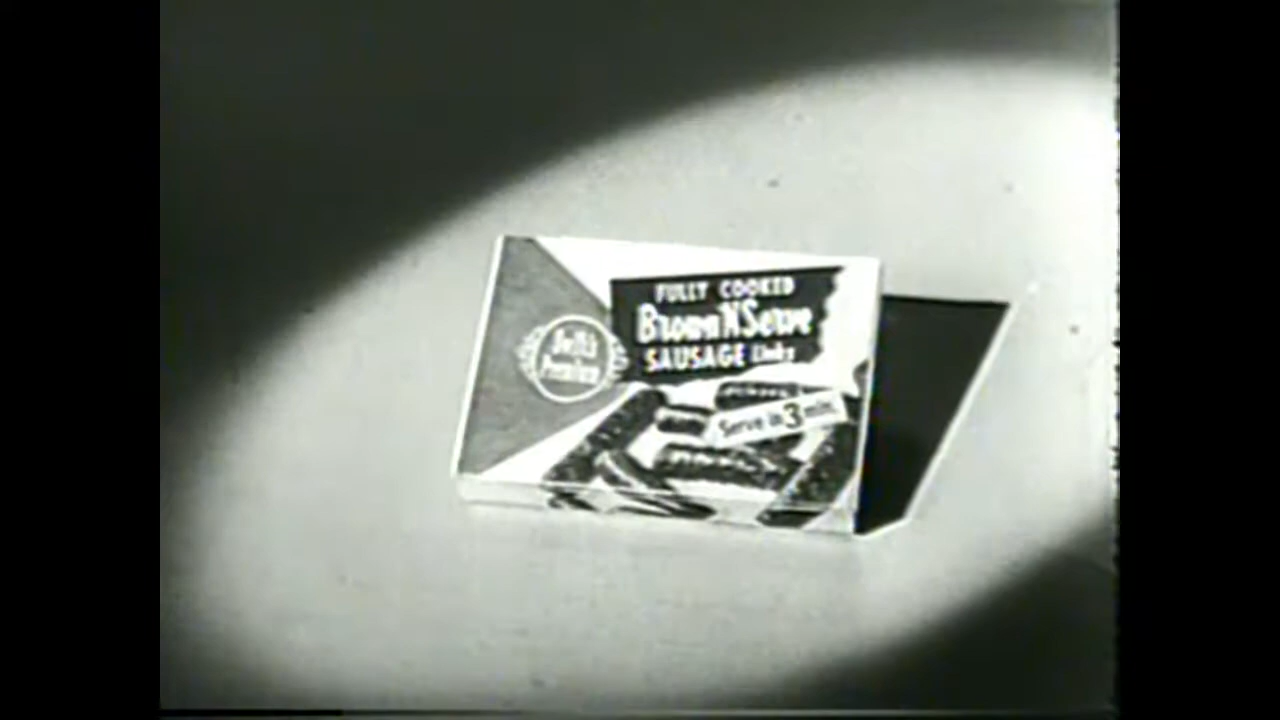 Swift's
Premium
FULLY COOKED
Brown 'N Serve
SAUSAGE Links
Serve in 3 min.